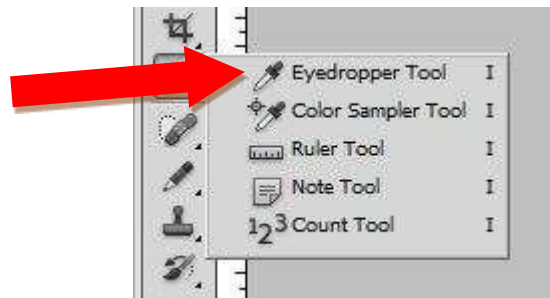 Eyedropper Tool I
Color Sampler Tool I
Ruler Tool I
Note Tool I
123 Count Tool I